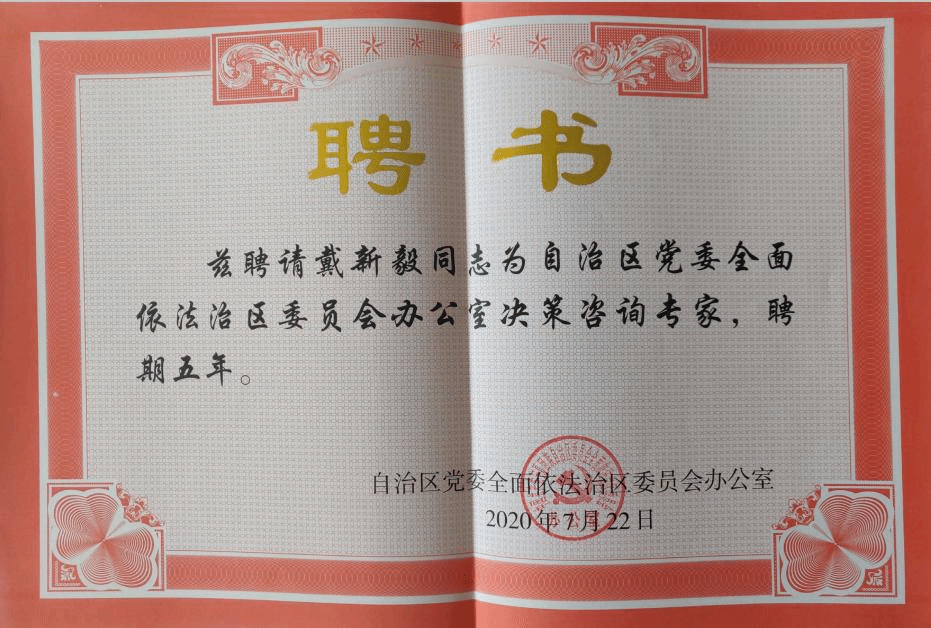 聘书
兹聘请戴新毅同志为自治区党委全面
依法治区委员会办公室决策咨询专家，聘
期五年。
自治区党委全面依法治区委员会办公室
2020年7月22日